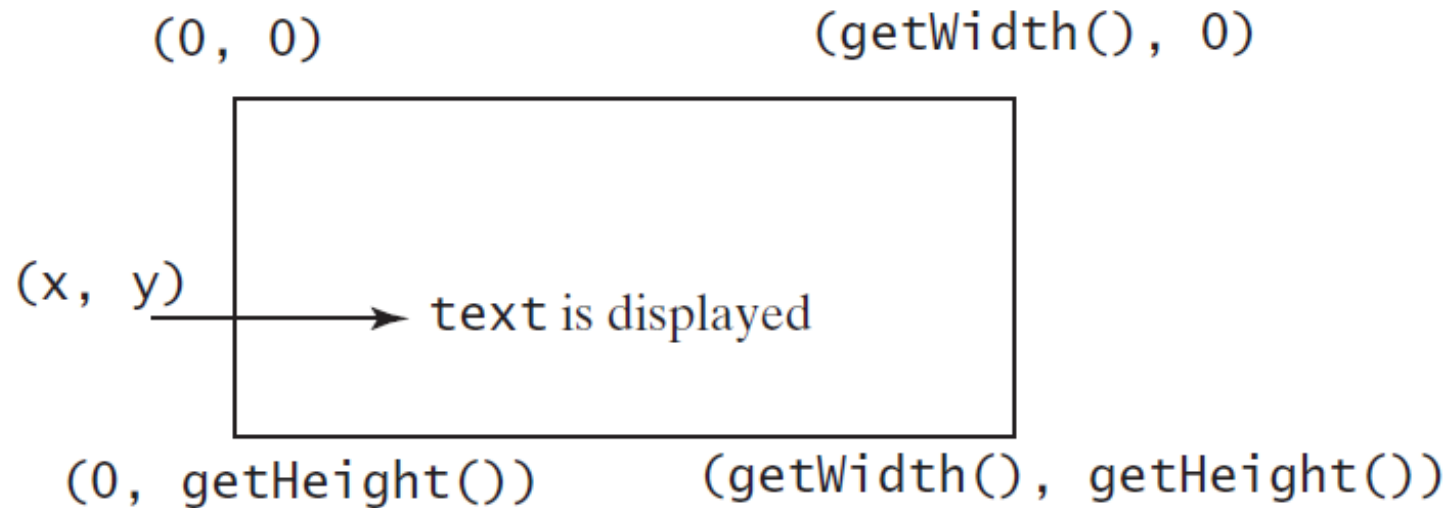 (0, 0) (getWidth(), 0)
(x, y)
text is displayed
(0, getHeight()) (getWidth(), getHeight())